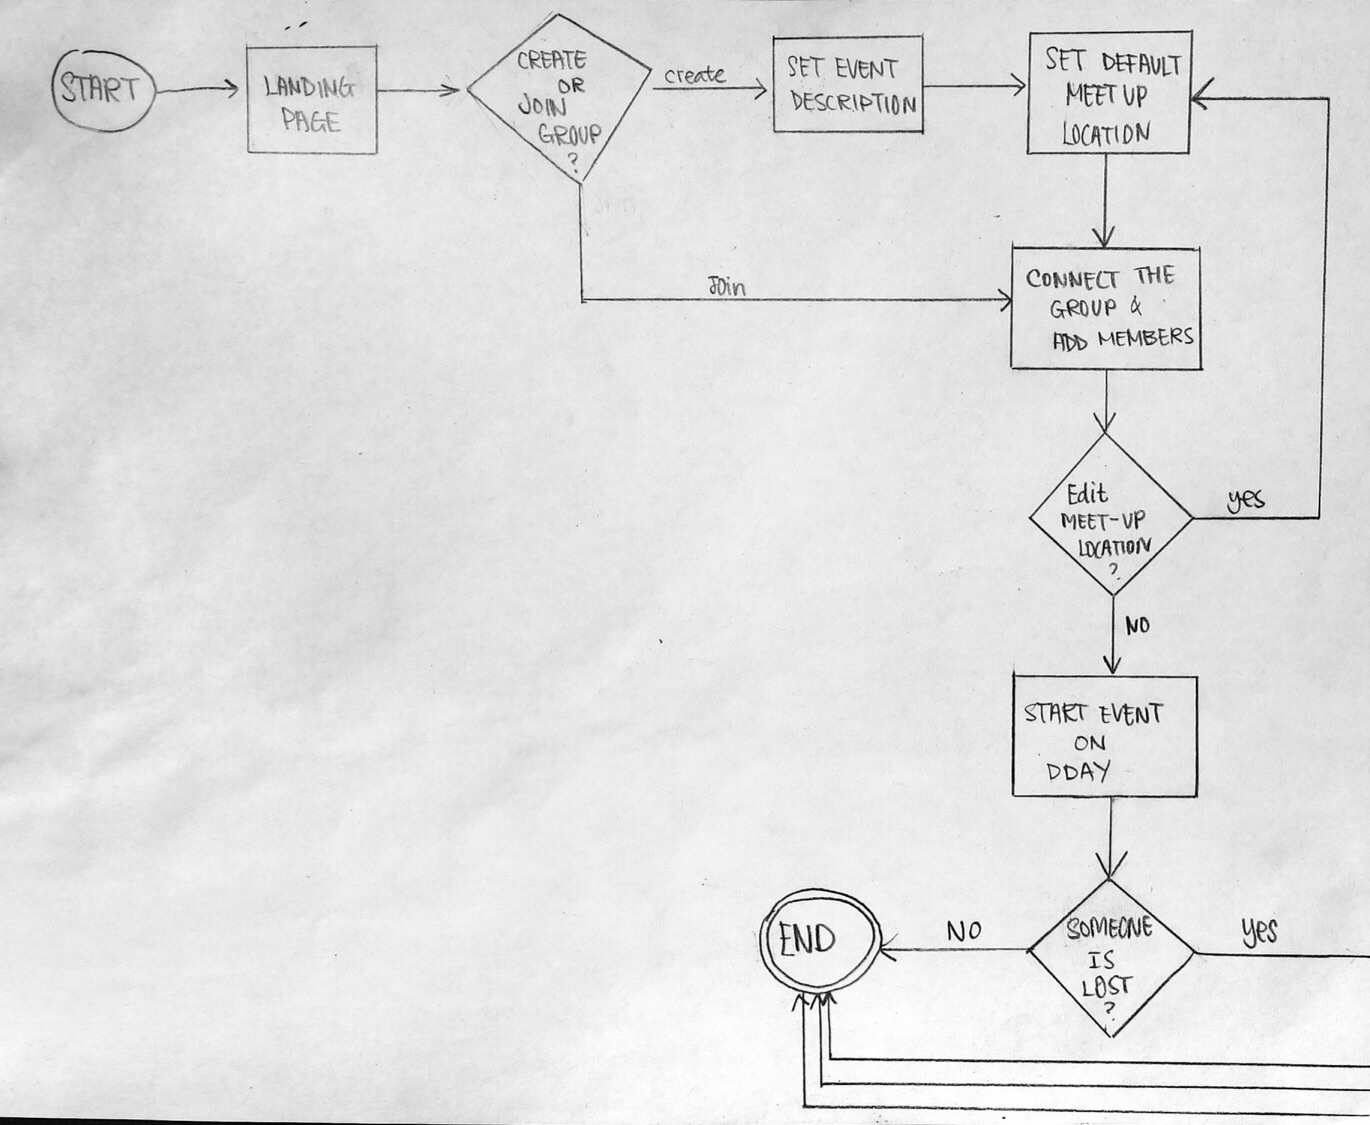 START
LANDING
PAGE
CREATE
OR
JOIN
GROUP
?
create
SET EVENT
DESCRIPTION
SET DEFAULT
MEET UP
LOCATION
Join
CONNECT THE
GROUP &
ADD MEMBERS
Edit
MEET-UP
LOCATION
?
yes
NO
START EVENT
ON
DDAY
SOMEONE
IS
LOST
?
yes
NO
END